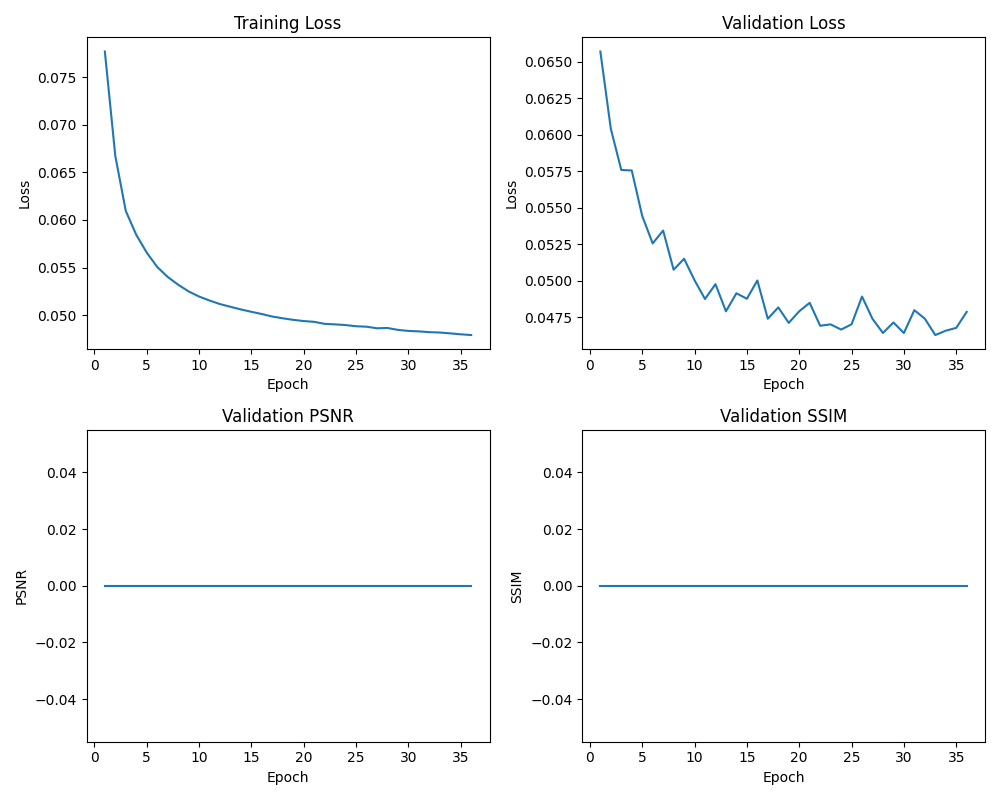 Training Loss
Loss
0.075
0.070
0.065
0.060
0.055
0.050
0 5 10 15 20 25 30 35
Epoch
Validation Loss
Loss
0.0650
0.0625
0.0600
0.0575
0.0550
0.0525
0.0500
0.0475
0 5 10 15 20 25 30 35
Epoch
Validation PSNR
PSNR
0.04
0.02
0.00
−0.02
−0.04
0 5 10 15 20 25 30 35
Epoch
Validation SSIM
SSIM
0.04
0.02
0.00
−0.02
−0.04
0 5 10 15 20 25 30 35
Epoch